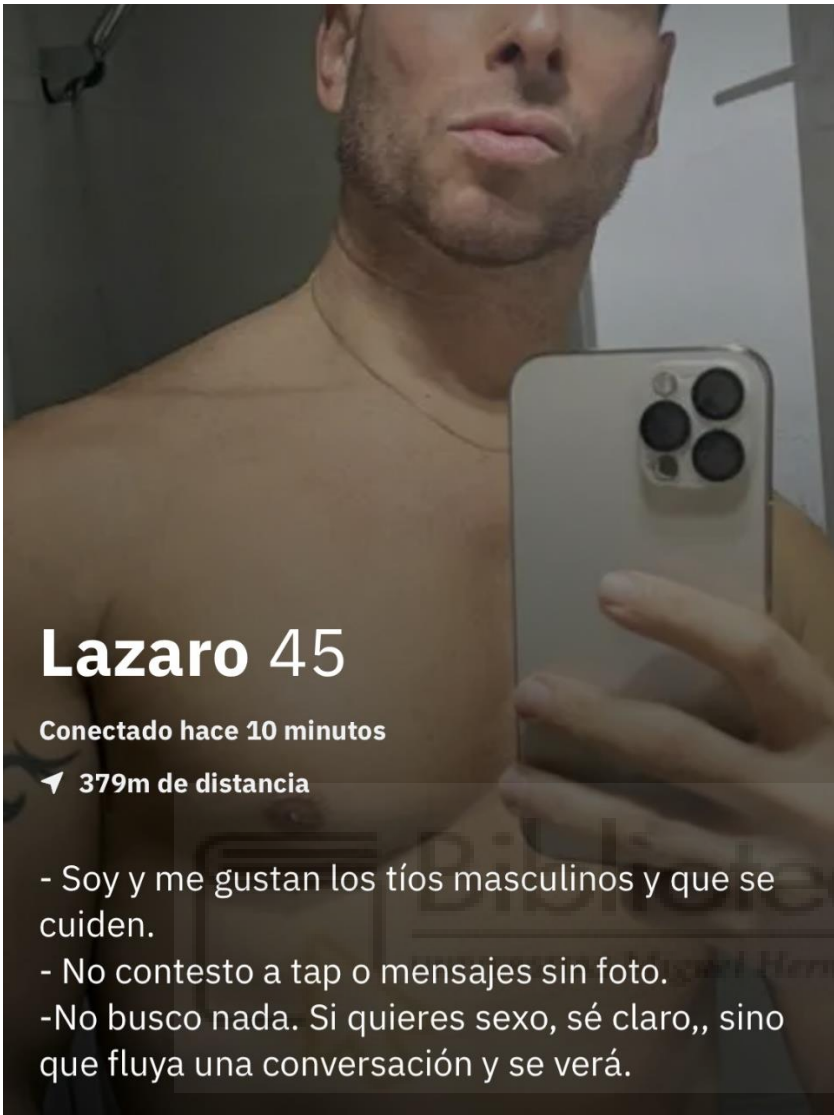 Lazaro 45
Conectado hace 10 minutos
379m de distancia
- Soy y me gustan los tíos masculinos y que se
cuiden.
- No contesto a tap o mensajes sin foto.
-No busco nada. Si quieres sexo, sé claro,, sino
que fluya una conversación y se verá.